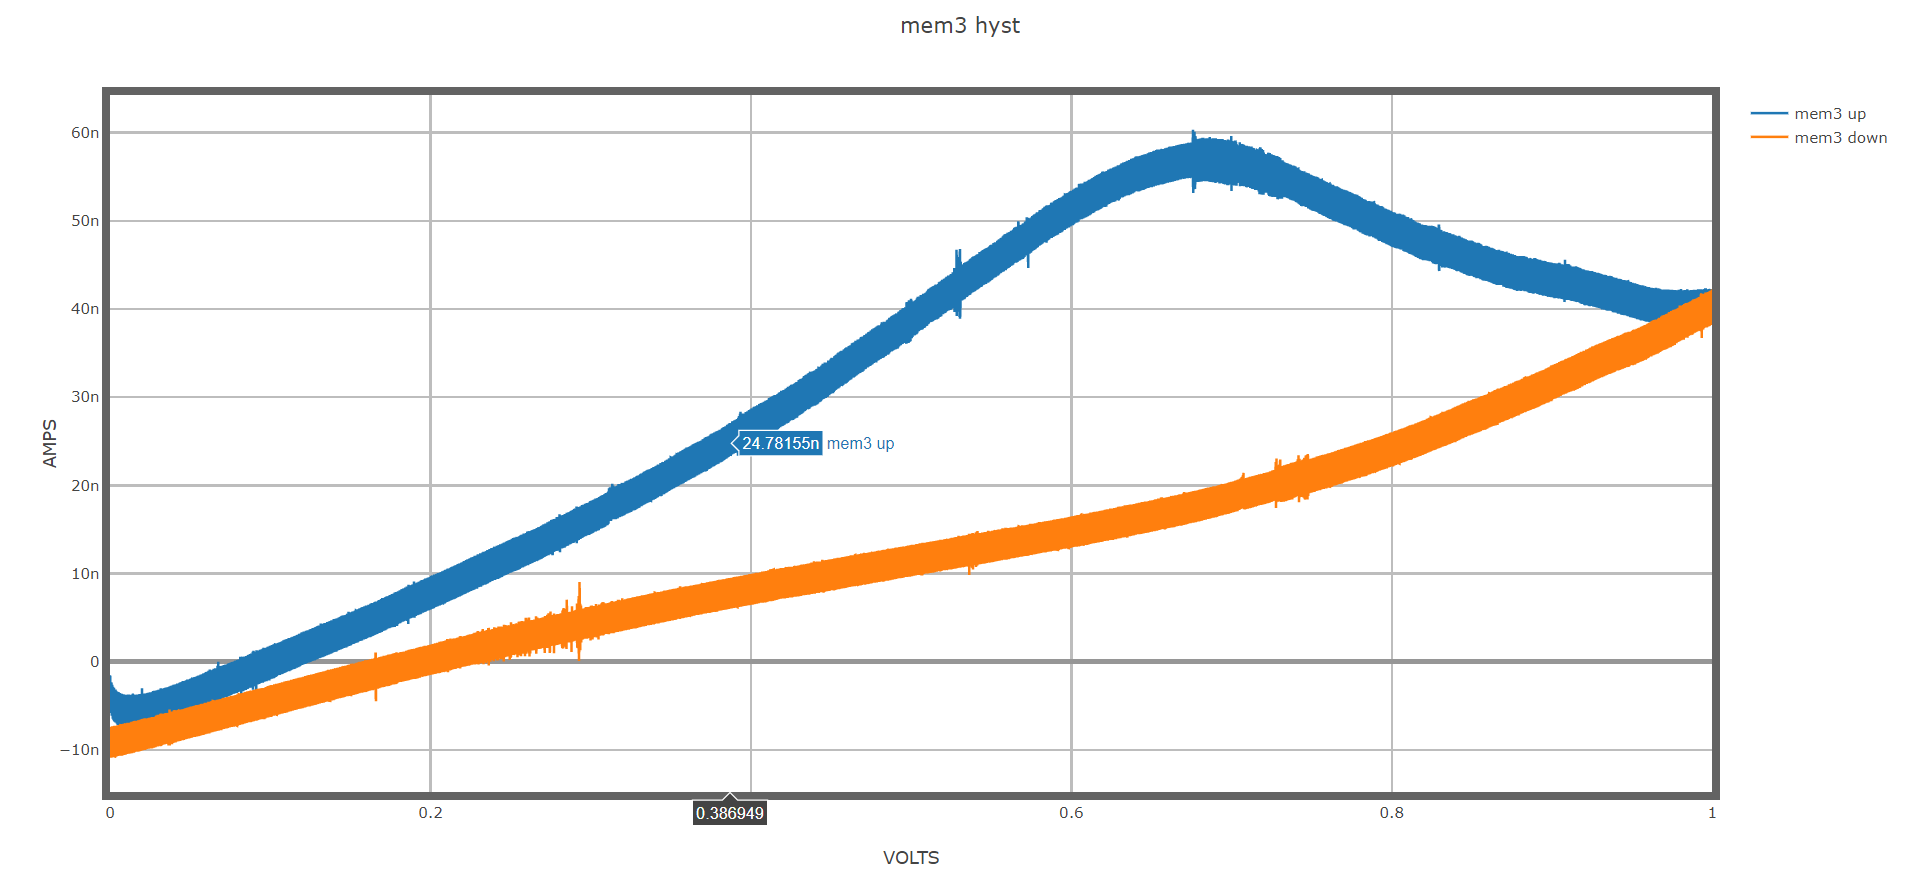 mem3 hyst
mem3 up
mem3 down
60n
50n
40n
30n
20n
10n
0
−10n
AMPS
24.78155n mem3 up
0
0.2
0.386949
0.6
0.8
1
VOLTS